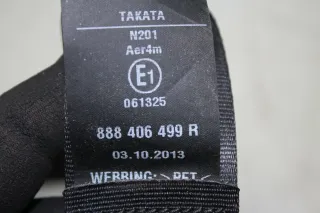 TAKATA
N201
Aer4m
E1
061325
888 406 499 R
03.10.2013
WEBBING: >PET<